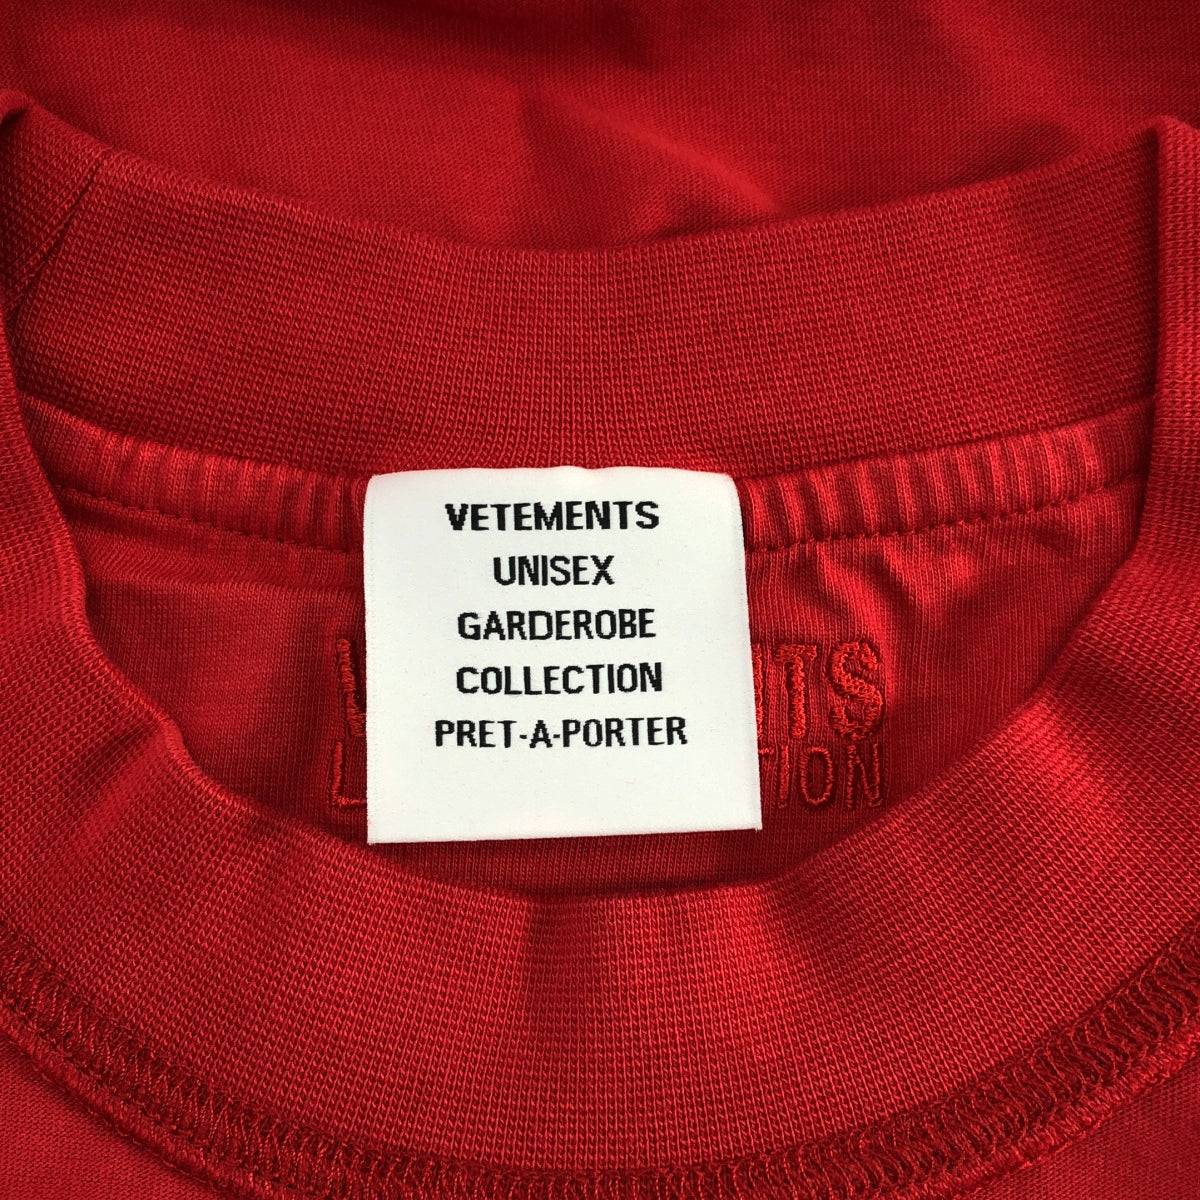 VETEMENTS
UNISEX
GARDEROBE
COLLECTION
PRET-A-PORTER